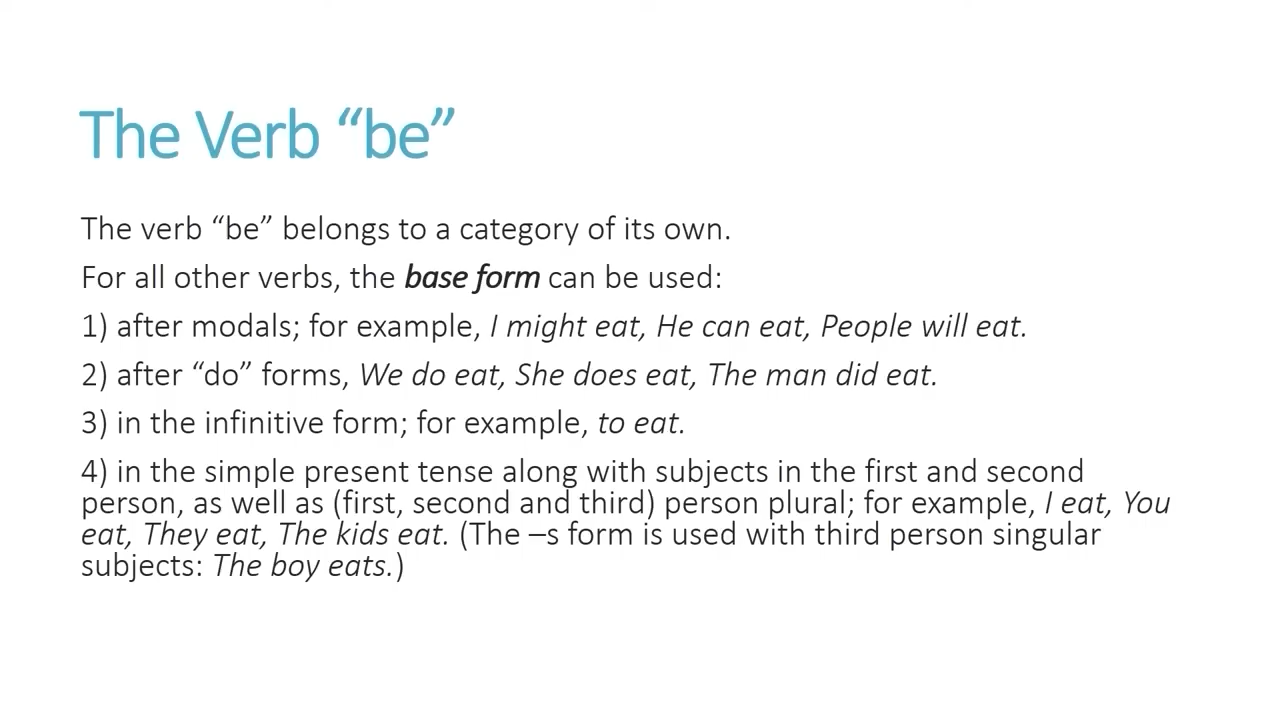 The Verb “be”
The verb “be” belongs to a category of its own.
For all other verbs, the base form can be used:
1) after modals; for example, I might eat, He can eat, People will eat.
2) after “do” forms, We do eat, She does eat, The man did eat.
3) in the infinitive form; for example, to eat.
4) in the simple present tense along with subjects in the first and second
person, as well as (first, second and third) person plural; for example, I eat, You
eat, They eat, The kids eat. (The –s form is used with third person singular
subjects: The boy eats.)